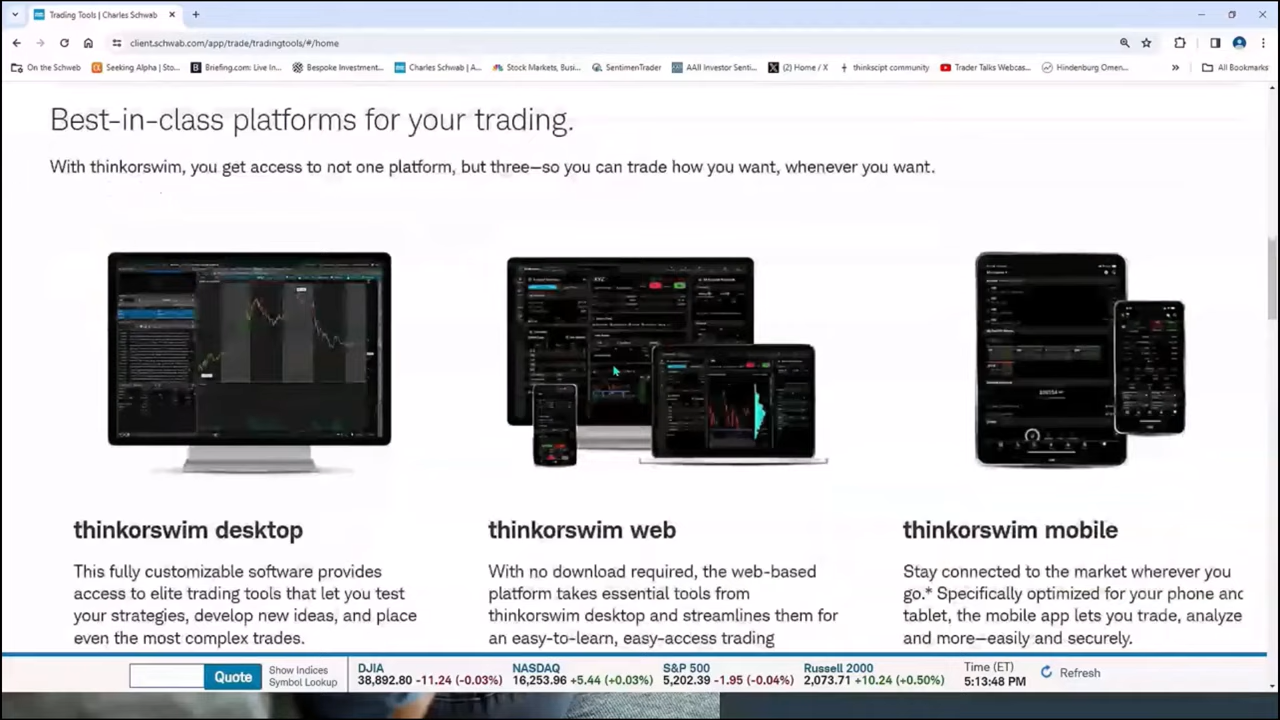 Trading Tools | Charles Schwab
client.schwab.com/app/trade/tradingtools/#/home
On the Schweb
Seeking Alpha | Sto...
Briefing.com: Live In...
Bespoke Investment...
Charles Schwab | A...
Stock Markets, Busi...
SentimenTrader
AAII Investor Senti...
(2) Home / X
thinkscipt community
Trader Talks Webcas...
Hindenburg Omen...
All Bookmarks
Best-in-class platforms for your trading.
With thinkorswim, you get access to not one platform, but three—so you can trade how you want, whenever you want.
thinkorswim desktop
This fully customizable software provides
access to elite trading tools that let you test
your strategies, develop new ideas, and place
even the most complex trades.
thinkorswim web
With no download required, the web-based
platform takes essential tools from
thinkorswim desktop and streamlines them for
an easy-to-learn, easy-access trading
thinkorswim mobile
Stay connected to the market wherever you
go.* Specifically optimized for your phone and
tablet, the mobile app lets you trade, analyze
and more—easily and securely.
Quote
Show Indices
Symbol Lookup
DJIA
38,892.80 -11.24 (-0.03%)
NASDAQ
16,253.96 +5.44 (+0.03%)
S&P 500
5,202.39 -1.95 (-0.04%)
Russell 2000
2,073.71 +10.24 (+0.50%)
Time (ET)
5:13:48 PM
Refresh